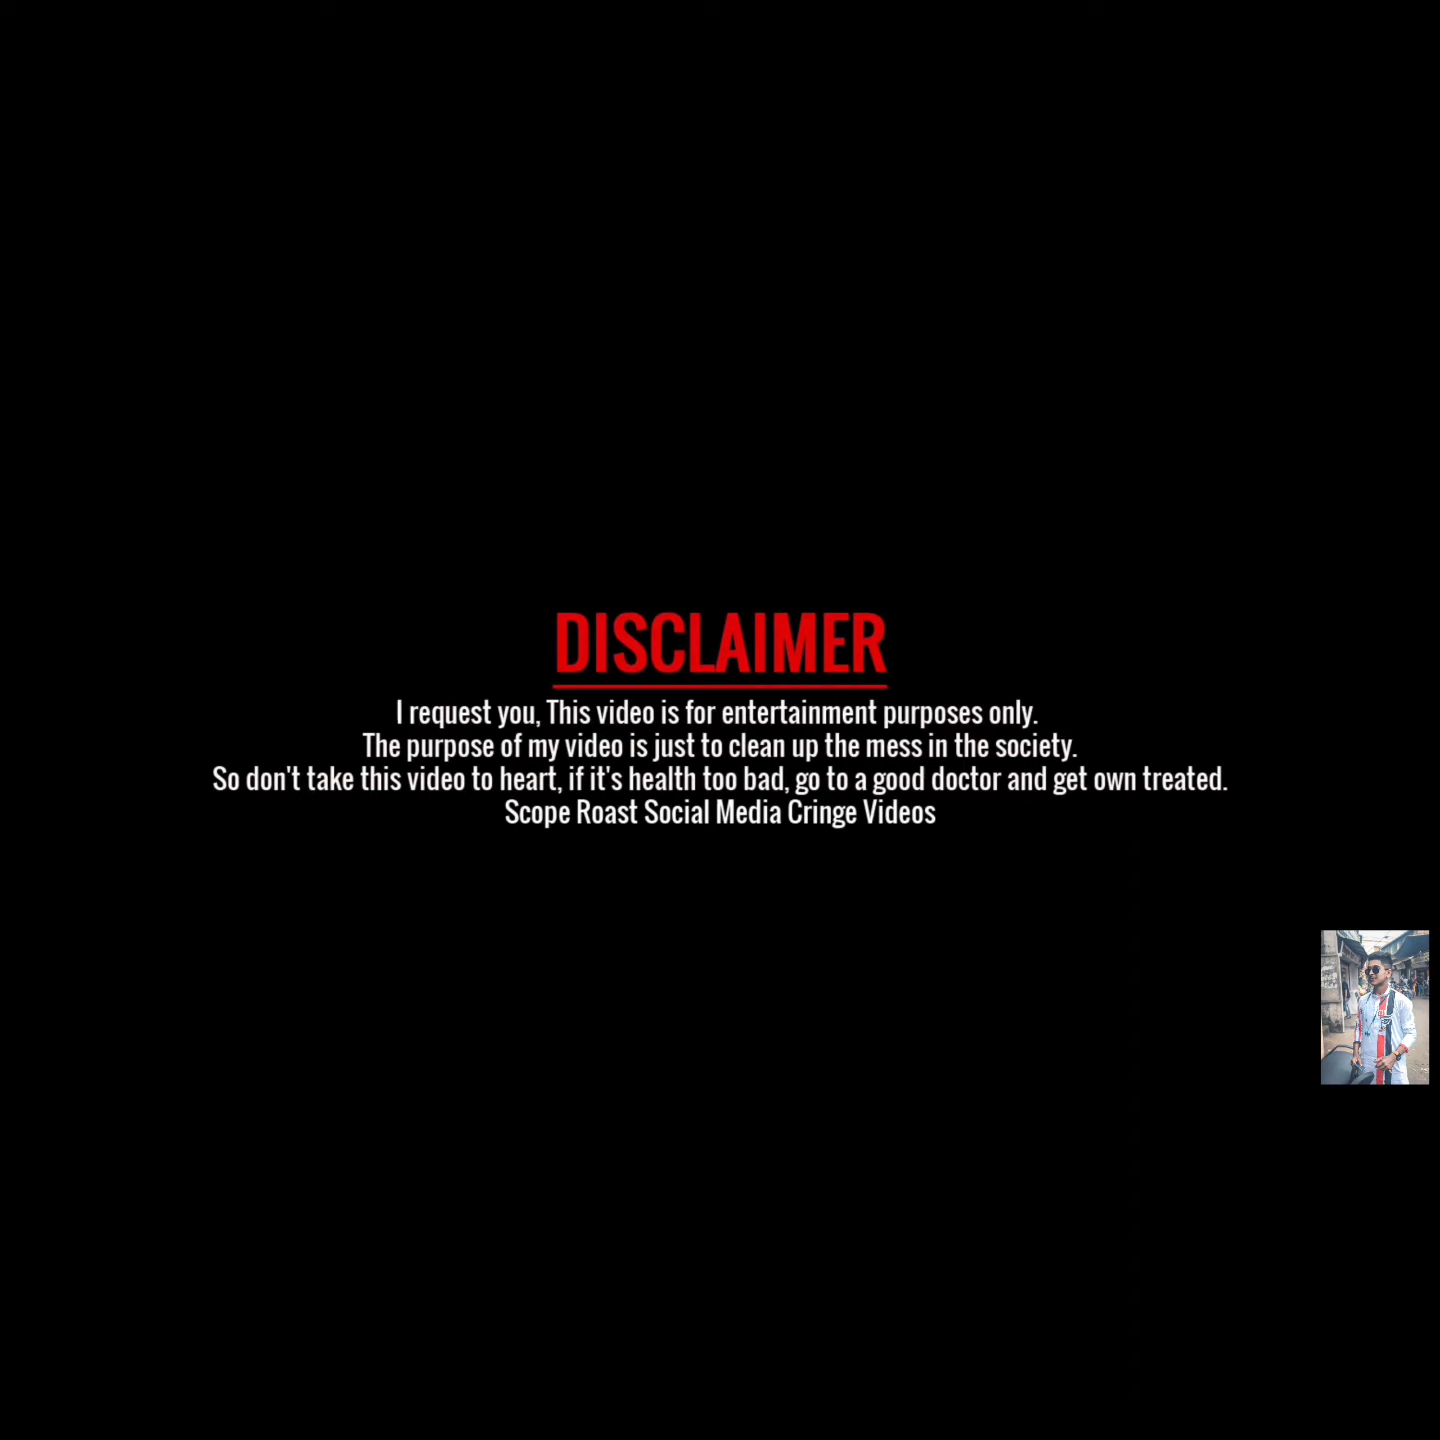 DISCLAIMER
I request you, This video is for entertainment purposes only.
The purpose of my video is just to clean up the mess in the society.
So don't take this video to heart, if it's health too bad, go to a good doctor and get own treated.
Scope Roast Social Media Cringe Videos